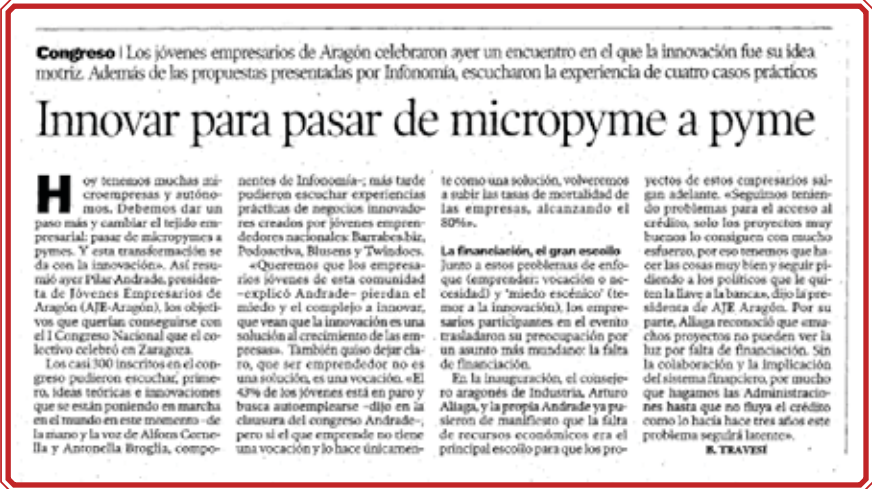 Congreso | Los jóvenes empresarios de Aragón celebraron ayer un encuentro en el que la innovación fue su idea
motriz. Además de las propuestas presentadas por Infonomía, escucharon la experiencia de cuatro casos prácticos
Innovar para pasar de micropyme a pyme
Hoy tenemos muchas mi-
croempresas y autóno-
mos. Debemos dar un
paso más y cambiar el tejido em-
presarial: pasar de micropymes a
pymes. Y esta transformación se
da con la innovación». Así resu-
mió ayer Pilar Andrade, presiden-
ta de Jóvenes Empresarios de
Aragón (AJE-Aragón), los objeti-
vos que querían conseguirse con
el I Congreso Nacional que el co-
lectivo celebró en Zaragoza.
Los casi 300 inscritos en el con-
greso pudieron escuchar, prime-
ro, ideas teóricas e innovaciones
que se están poniendo en marcha
en el mundo en este momento -de
la mano y la voz de Alfons Corne-
lla y Antonella Broglia, compo-
nentes de Infonomía-; más tarde
pudieron escuchar experiencias
prácticas de negocios innovado-
res creados por jóvenes empren-
dedores nacionales: Barrabes.biz,
Podoactiva, Blusens y Twindocs.
«Queremos que los empresa-
rios jóvenes de esta comunidad
-explicó Andrade- pierdan el
miedo y el complejo a innovar,
que vean que la innovación es una
solución al crecimiento de las em-
presas». También quiso dejar cla-
ro, que ser emprendedor no es
una solución, es una vocación. «El
43% de los jóvenes está en paro y
busca autoemplearse -dijo en la
clausura del congreso Andrade-,
pero si el que emprende no tiene
una vocación y lo hace únicamen-
te como una solución, volveremos
a subir las tasas de mortalidad de
las empresas, alcanzando el
80%».
La financiación, el gran escollo
Junto a estos problemas de enfo-
que (emprender: vocación o ne-
cesidad) y 'miedo escénico' (te-
mor a la innovación), los empre-
sarios participantes en el evento
trasladaron su preocupación por
un asunto más mundano: la falta
de financiación.
En la inauguración, el conseje-
ro aragonés de Industria, Arturo
Aliaga, y la propia Andrade ya pu-
sieron de manifiesto que la falta
de recursos económicos era el
principal escollo para que los pro-
yectos de estos empresarios sal-
gan adelante. «Seguimos tenien-
do problemas para el acceso al
crédito, solo los proyectos muy
buenos lo consiguen con mucho
esfuerzo, por eso tenemos que ha-
cer las cosas muy bien y seguir pi-
diendo a los políticos que le qui-
ten la llave a la banca», dijo la pre-
sidenta de AJE Aragón. Por su
parte, Aliaga reconoció que «mu-
chos proyectos no pueden ver la
luz por falta de financiación. Sin
la colaboración y la implicación
del sistema financiero, por mucho
que hagamos las Administracio-
nes hasta que no fluya el crédito
como lo hacía hace tres años este
problema seguirá latente».
B. TRAVESÍ